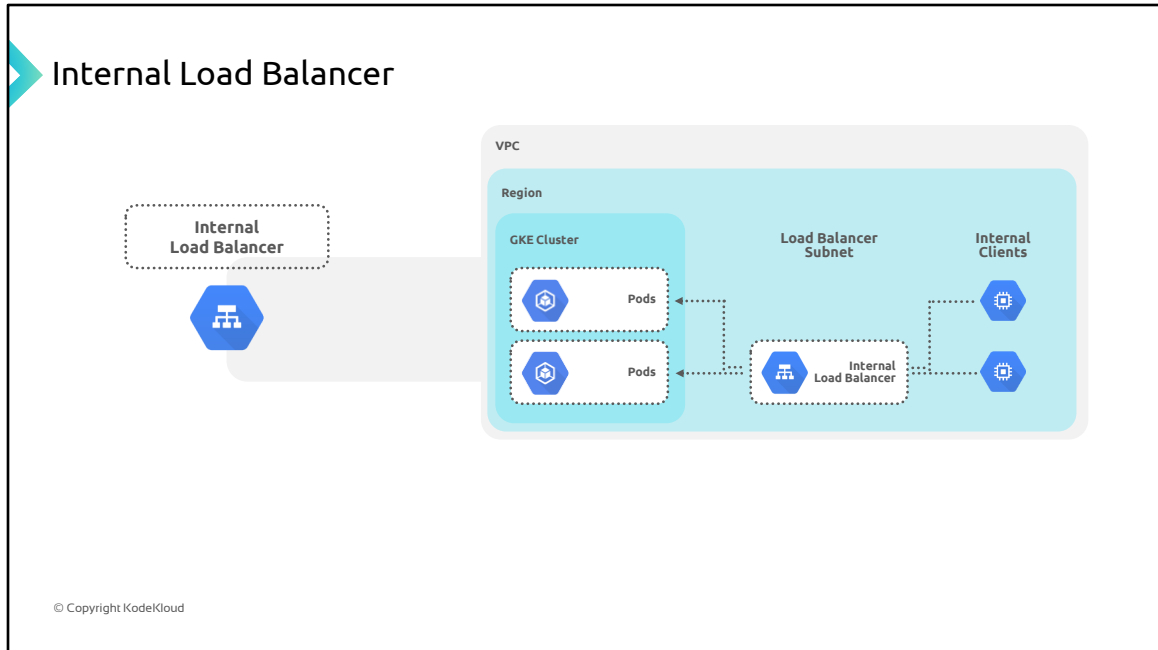 Internal Load Balancer
VPC
Region
Internal
Load Balancer
GKE Cluster
Load Balancer
Subnet
Internal
Clients
Pods
Pods
Internal
Load Balancer
© Copyright KodeKloud